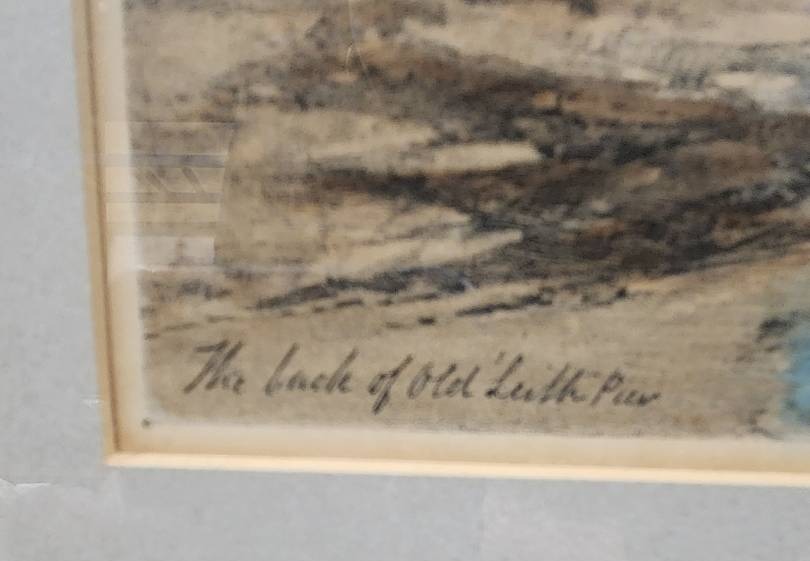 The back of Old Leith Pier